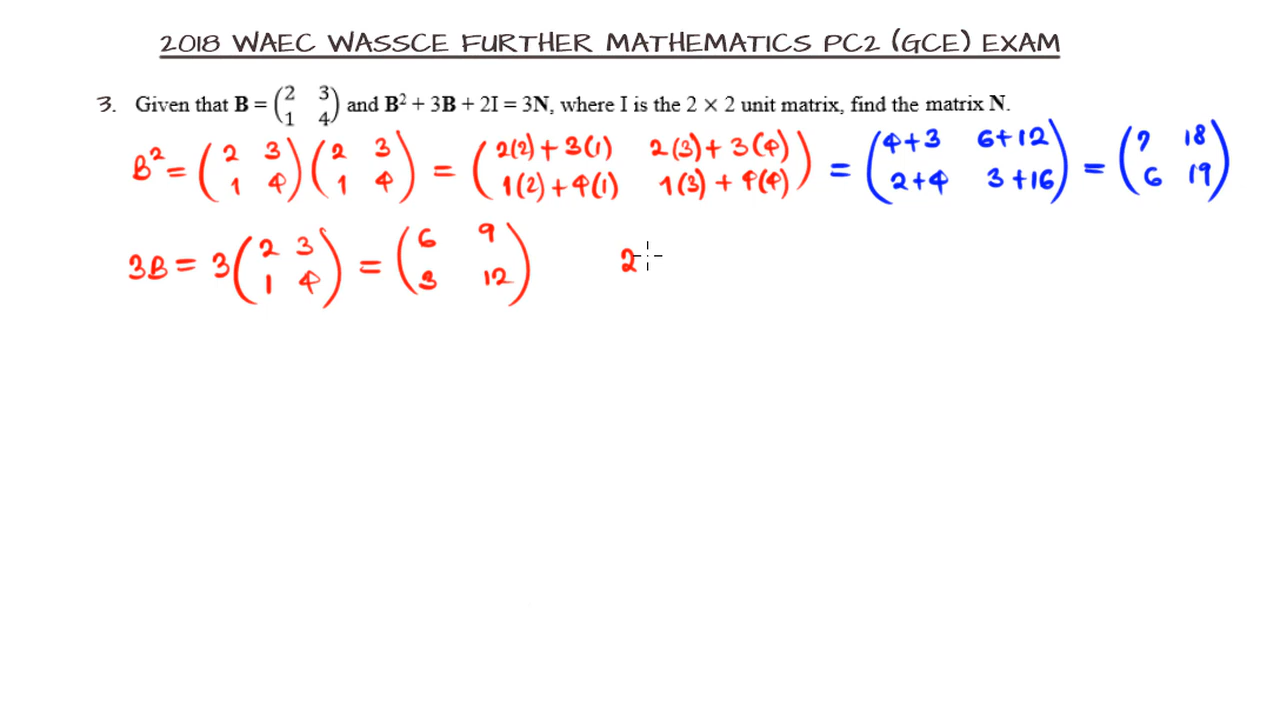 2018 WAEC WASSCE FURTHER MATHEMATICS PC2 (GCE) EXAM
3. Given that B = (2 3 1 4) and B² + 3B + 2I = 3N, where I is the 2 × 2 unit matrix, find the matrix N.
B² = (2 3 1 4)(2 3 1 4) = (2(2)+3(1) 2(3)+3(4) 1(2)+4(1) 1(3)+4(4)) = (4+3 6+12 2+4 3+16) = (7 18 6 19)
3B = 3(2 3 1 4) = (6 9 3 12) 2